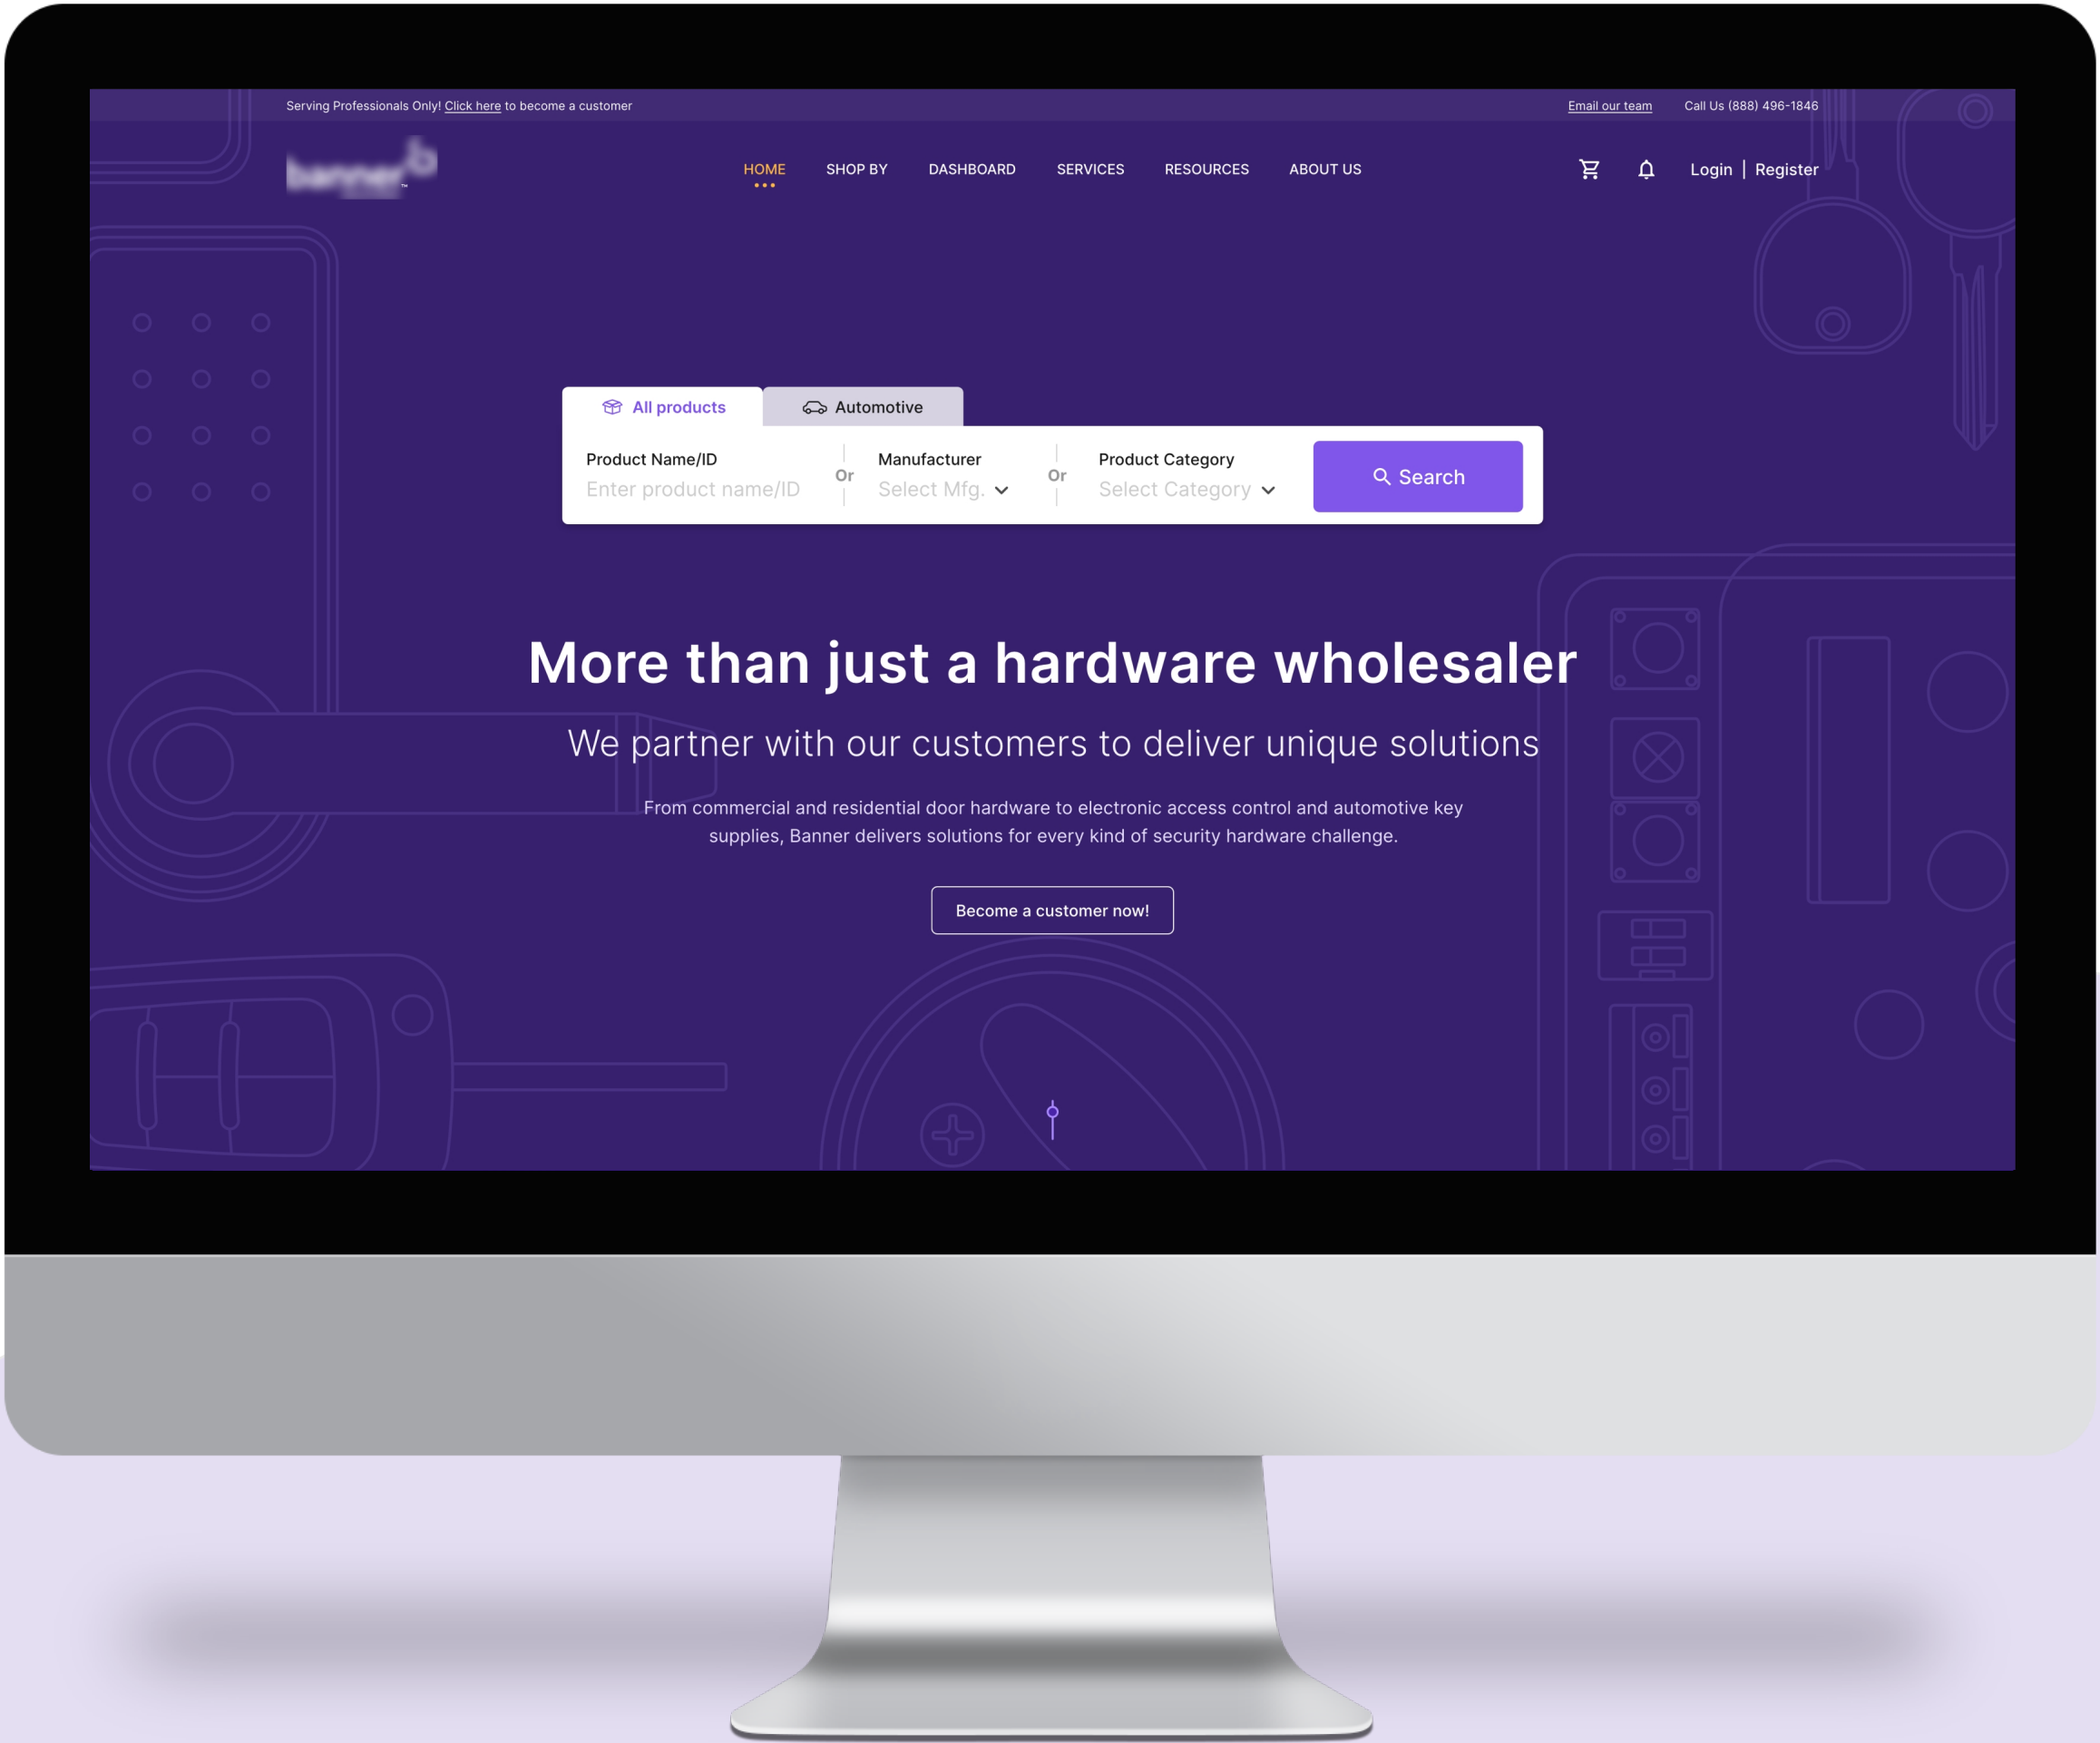 Serving Professionals Only! Click here to become a customer
Email our team
Call Us (888) 496-1846
banner™
HOME
SHOP BY
DASHBOARD
SERVICES
RESOURCES
ABOUT US
Login | Register
All products
Automotive
Product Name/ID
Enter product name/ID
Or
Manufacturer
Select Mfg.
Or
Product Category
Select Category
Search
More than just a hardware wholesaler
We partner with our customers to deliver unique solutions
From commercial and residential door hardware to electronic access control and automotive key
supplies, Banner delivers solutions for every kind of security hardware challenge.
Become a customer now!